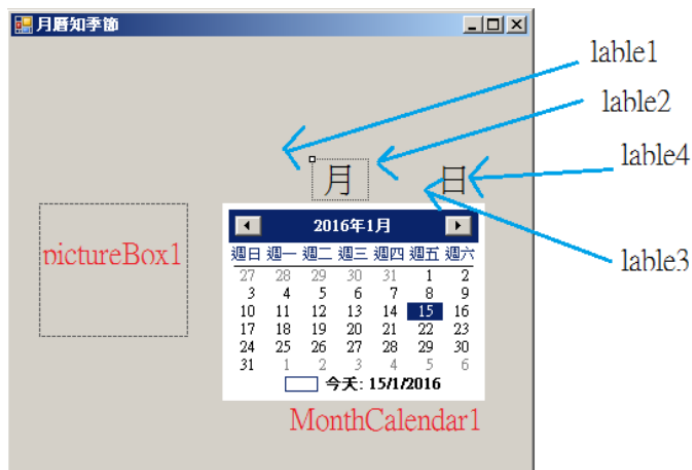 月曆知季節
lable1
lable2
lable4
月
日
pictureBox1
2016年1月
週日 週一 週二 週三 週四 週五 週六
27 28 29 30 31 1 2
3 4 5 6 7 8 9
10 11 12 13 14 15 16
17 18 19 20 21 22 23
24 25 26 27 28 29 30
31 1 2 3 4 5 6
今天: 15/1/2016
lable3
MonthCalendar1